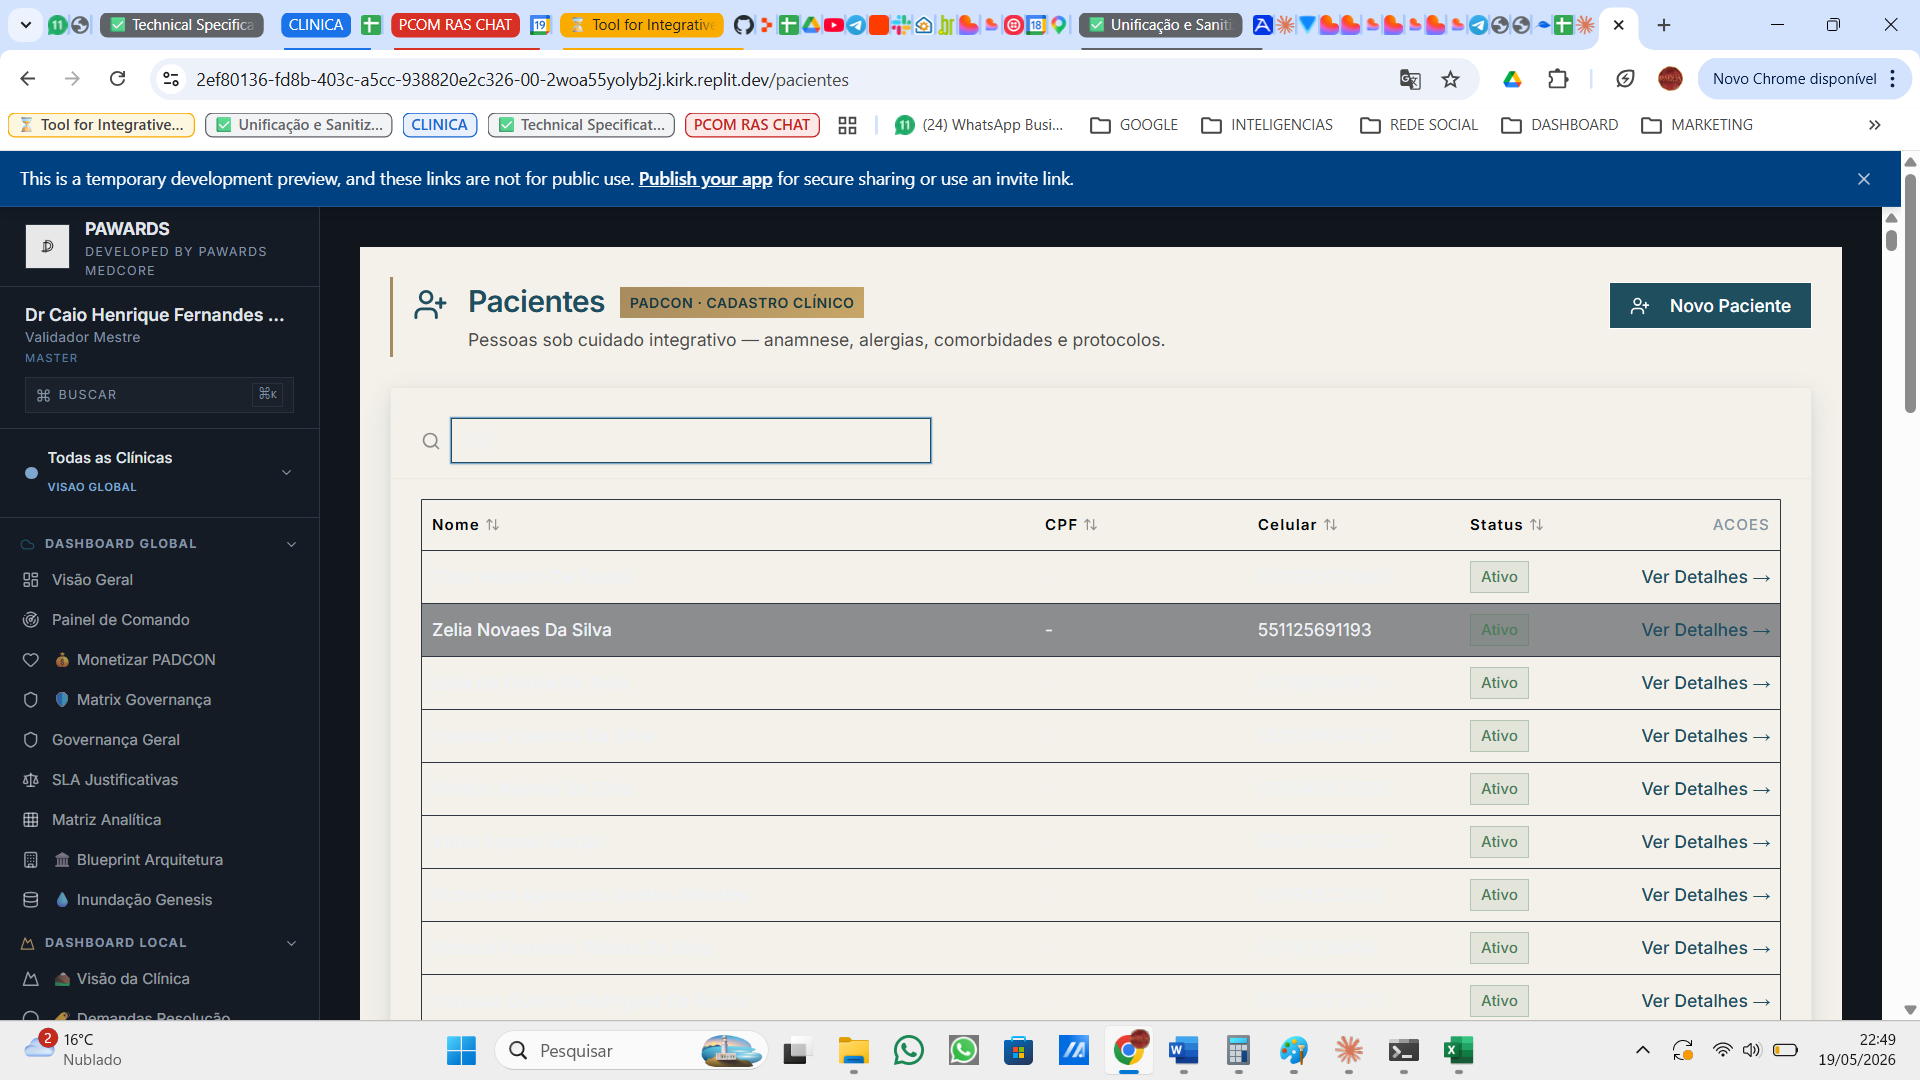 Technical Specifica
CLINICA
PCOM RAS CHAT
19
Tool for Integrative
18
Unificação e Saniti
2ef80136-fd8b-403c-a5cc-938820e2c326-00-2woa55yolyb2j.kirk.replit.dev/pacientes
Novo Chrome disponível
Tool for Integrative...
Unificação e Sanitiz...
CLINICA
Technical Specificat...
PCOM RAS CHAT
(24) WhatsApp Busi...
GOOGLE
INTELIGENCIAS
REDE SOCIAL
DASHBOARD
MARKETING
This is a temporary development preview, and these links are not for public use. Publish your app for secure sharing or use an invite link.
PAWARDS
DEVELOPED BY PAWARDS
MEDCORE
Dr Caio Henrique Fernandes ...
Validador Mestre
MASTER
BUSCAR
⌘K
Todas as Clínicas
VISAO GLOBAL
DASHBOARD GLOBAL
Visão Geral
Painel de Comando
Monetizar PADCON
Matrix Governança
Governança Geral
SLA Justificativas
Matriz Analítica
Blueprint Arquitetura
Inundação Genesis
DASHBOARD LOCAL
Visão da Clínica
Demandas Resolução
Pacientes
PADCON · CADASTRO CLÍNICO
Pessoas sob cuidado integrativo — anamnese, alergias, comorbidades e protocolos.
Novo Paciente
Nome CPF Celular Status ACOES
Ativo Ver Detalhes →
Zelia Novaes Da Silva - 551125691193 Ativo Ver Detalhes →
Ativo Ver Detalhes →
Ativo Ver Detalhes →
Ativo Ver Detalhes →
Ativo Ver Detalhes →
Ativo Ver Detalhes →
Ativo Ver Detalhes →
Ativo Ver Detalhes →
2
16°C
Nublado
Pesquisar
22:49
19/05/2026